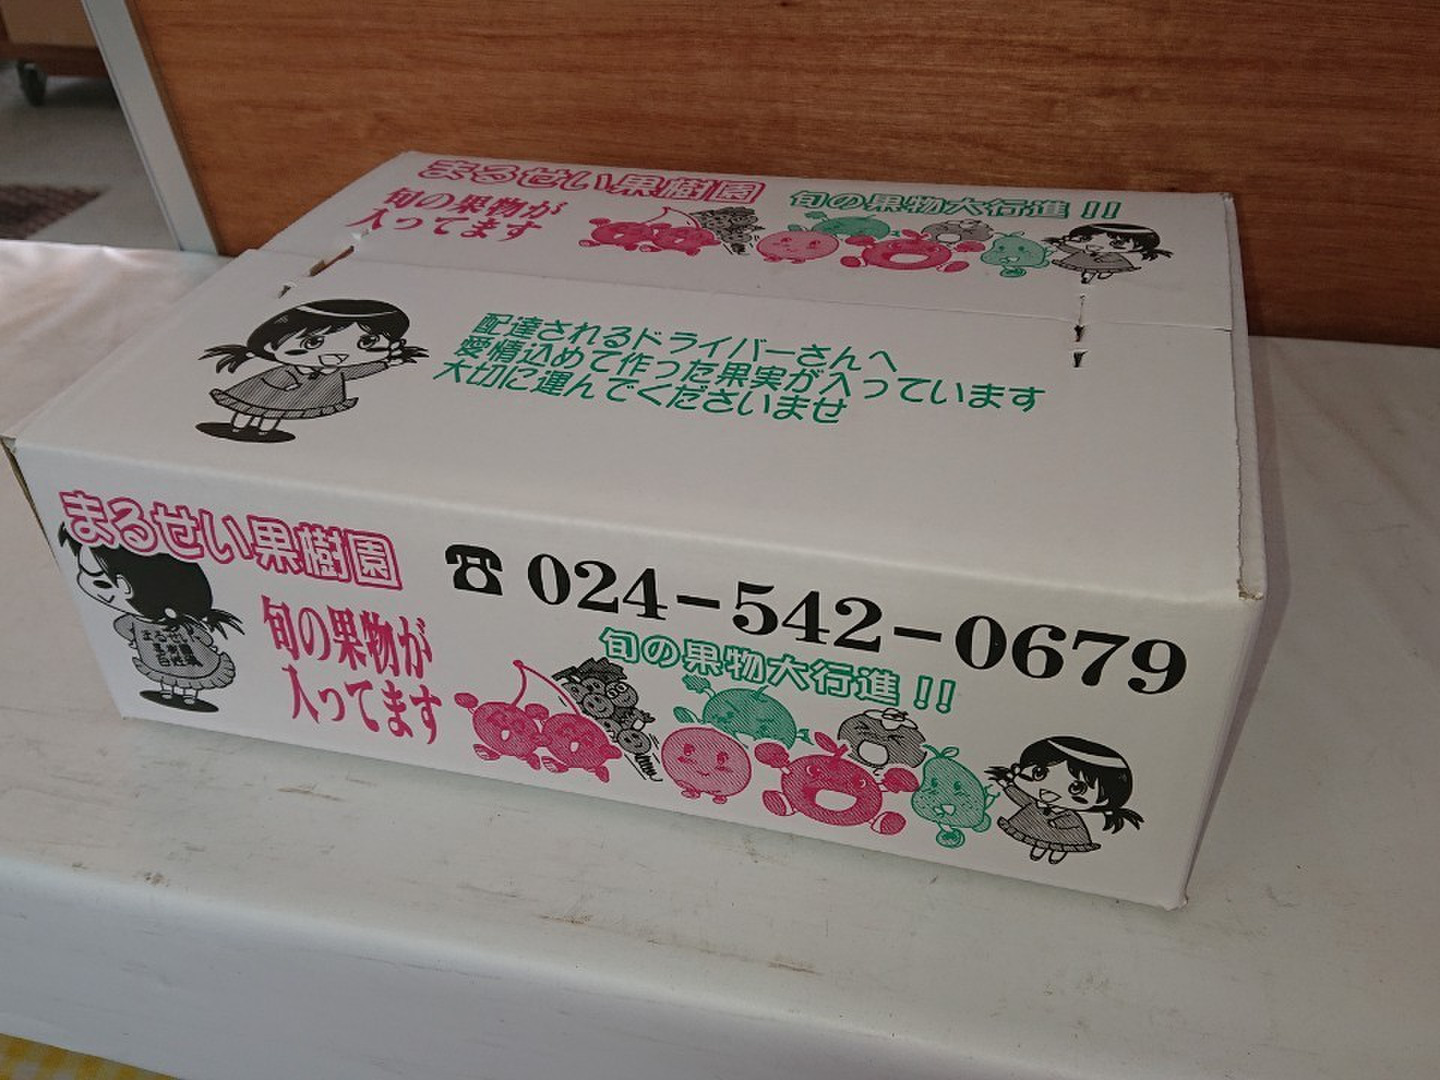 まるせい果樹園
旬の果物が
入ってます
旬の果物大行進!!
配達されるドライバーさんへ
愛情込めて作った果実が入っています
大切に運んでくださいませ
まるせい果樹園
☎024-542-0679
旬の果物が
入ってます
旬の果物大行進!!